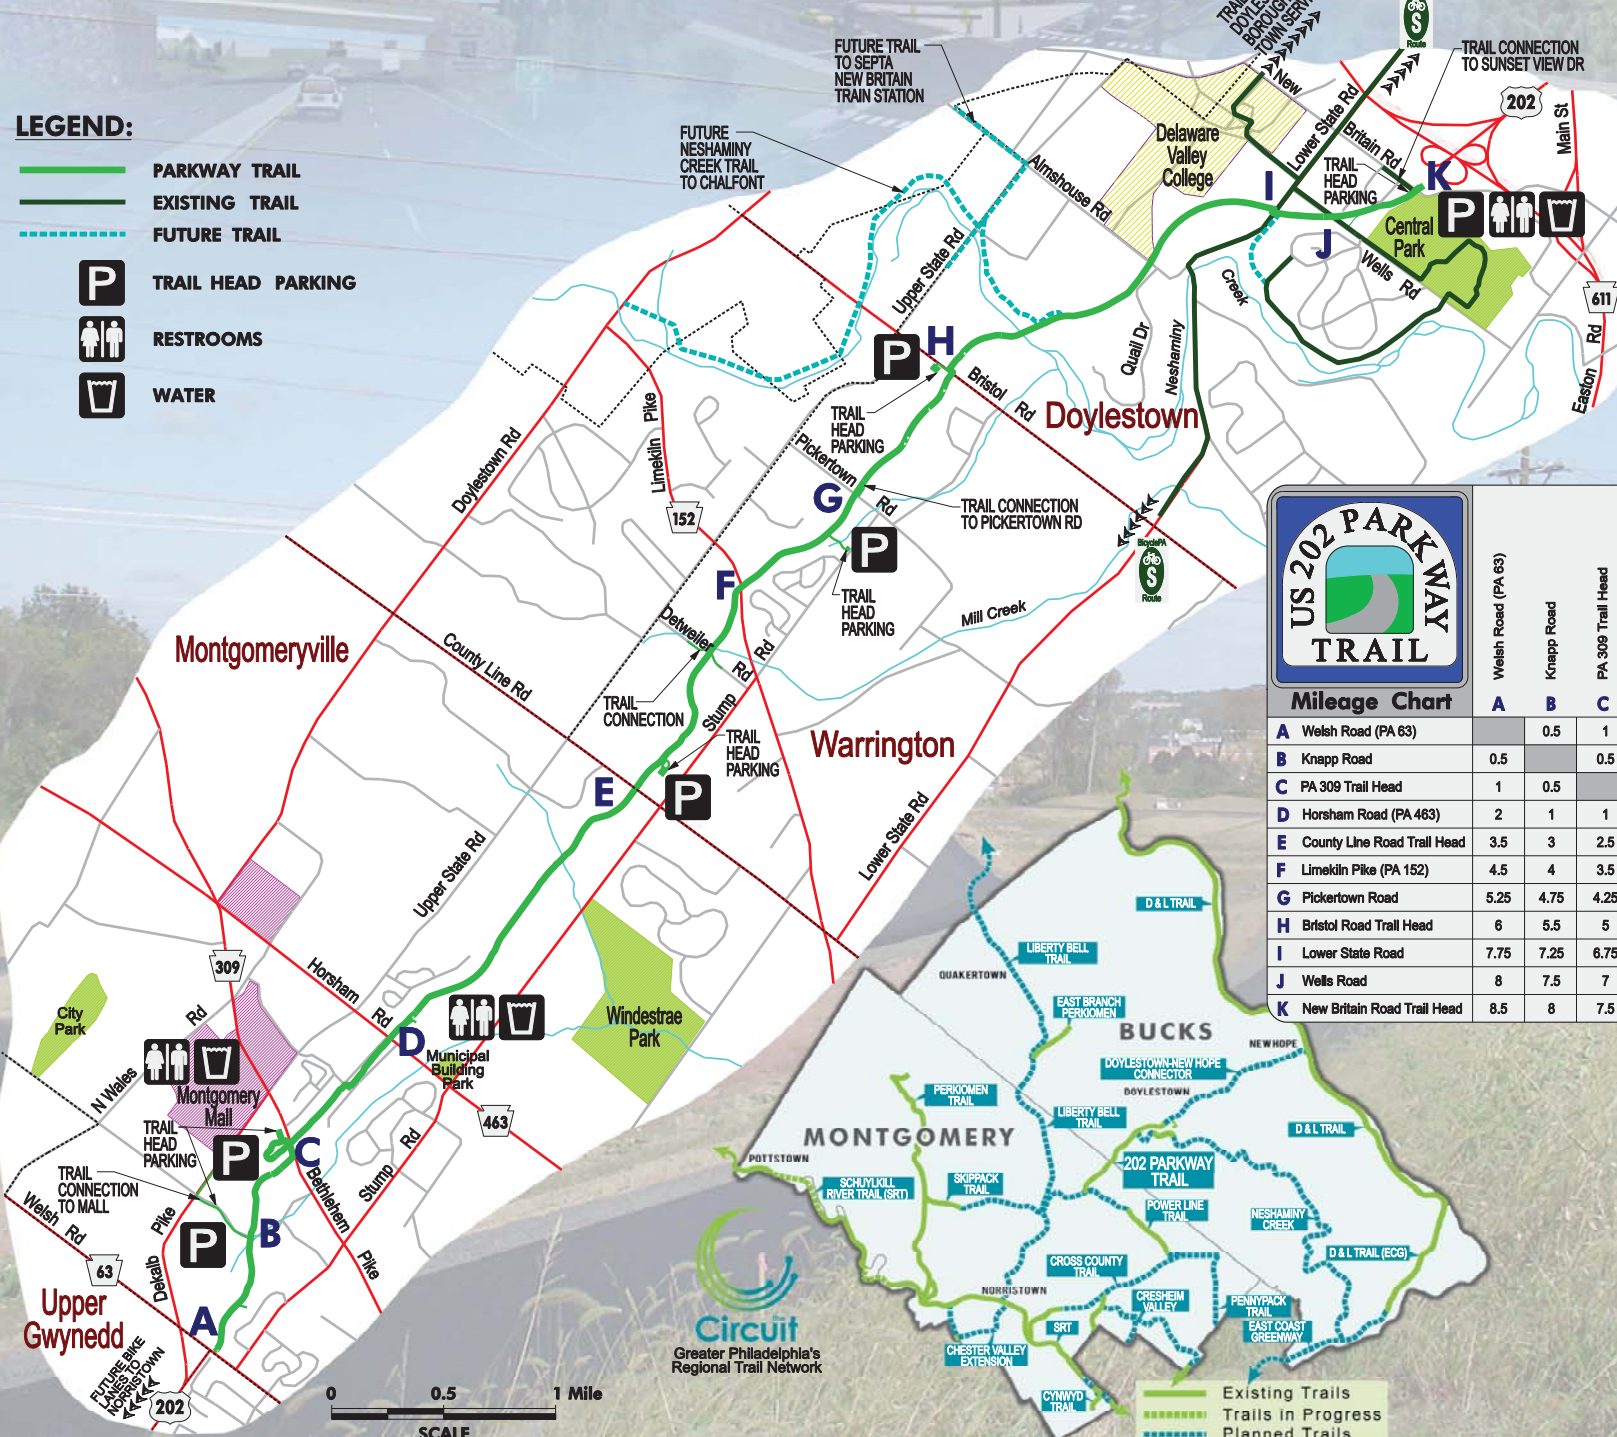 LEGEND:
PARKWAY TRAIL
EXISTING TRAIL
FUTURE TRAIL
P
TRAIL HEAD PARKING
RESTROOMS
WATER
FUTURE TRAIL
TO SEPTA
NEW BRITAIN
TRAIN STATION
FUTURE
NESHAMINY
CREEK TRAIL
TO CHALFONT
BOROUGH
TOWN
S
Route
TRAIL CONNECTION
TO SUNSET VIEW DR
202
Main St
New
Britain Rd
Lower State Rd
Delaware
Valley
College
Almshouse Rd
TRAIL
HEAD
PARKING
I
K
P
Central
Park
J
Wells Rd
Creek
611
Easton Rd
Upper State Rd
P
H
Quail Dr
Neshaminy
Bristol Rd
Doylestown
TRAIL
HEAD
PARKING
Limekiln Pike
Doylestown Rd
152
Pickertown Rd
G
TRAIL CONNECTION
TO PICKERTOWN RD
P
TRAIL
HEAD
PARKING
BicyclePA
S
Route
F
Mill Creek
Detweiler Rd
Montgomeryville
County Line Rd
TRAIL
CONNECTION
Stump Rd
TRAIL
HEAD
PARKING
Warrington
E
P
Upper State Rd
Lower State Rd
309
Horsham Rd
City
Park
N Wales Rd
D
Municipal
Building
Park
Windestrae
Park
Montgomery
Mall
463
TRAIL
HEAD
PARKING
P
C
TRAIL
CONNECTION
TO MALL
Bethlehem Pike
Stump Rd
Welsh Rd
Dekalb Pike
P
B
63
Upper
Gwynedd
A
FUTURE BIKE
LANES TO
NORRISTOWN
202
0 0.5 1 Mile
SCALE
US 202 PARKWAY
TRAIL
Mileage Chart
Welsh Road (PA 63)
Knapp Road
PA 309 Trail Head
A B C
A Welsh Road (PA 63) 0.5 1
B Knapp Road 0.5 0.5
C PA 309 Trail Head 1 0.5
D Horsham Road (PA 463) 2 1 1
E County Line Road Trail Head 3.5 3 2.5
F Limekiln Pike (PA 152) 4.5 4 3.5
G Pickertown Road 5.25 4.75 4.25
H Bristol Road Trail Head 6 5.5 5
I Lower State Road 7.75 7.25 6.75
J Wells Road 8 7.5 7
K New Britain Road Trail Head 8.5 8 7.5
D & L TRAIL
LIBERTY BELL
TRAIL
QUAKERTOWN
EAST BRANCH
PERKIOMEN
BUCKS
NEW HOPE
DOYLESTOWN-NEW HOPE
CONNECTOR
DOYLESTOWN
PERKIOMEN
TRAIL
LIBERTY BELL
TRAIL
D & L TRAIL
MONTGOMERY
POTTSTOWN
202 PARKWAY
TRAIL
SCHUYLKILL
RIVER TRAIL (SRT)
SKIPPACK
TRAIL
POWER LINE
TRAIL
NESHAMINY
CREEK
D & L TRAIL (ECG)
CROSS COUNTY
TRAIL
NORRISTOWN
CRESHEIM
VALLEY
PENNYPACK
TRAIL
SRT
EAST COAST
GREENWAY
CHESTER VALLEY
EXTENSION
CYNWYD
TRAIL
Circuit
Greater Philadelphia's
Regional Trail Network
Existing Trails
Trails in Progress
Planned Trails